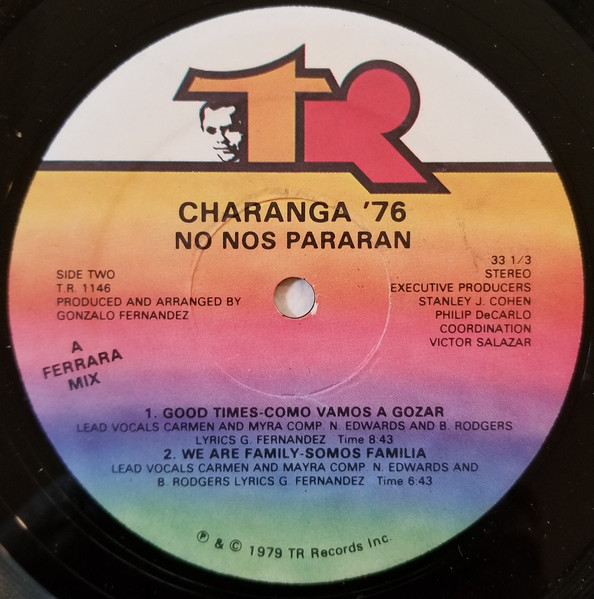 TR
CHARANGA '76
NO NOS PARARAN
SIDE TWO
T.R. 1146
PRODUCED AND ARRANGED BY
GONZALO FERNANDEZ
33 1/3
STEREO
EXECUTIVE PRODUCERS
STANLEY J. COHEN
PHILIP DeCARLO
COORDINATION
VICTOR SALAZAR
A
FERRARA
MIX
1. GOOD TIMES-COMO VAMOS A GOZAR
LEAD VOCALS CARMEN AND MYRA COMP. N. EDWARDS AND B. RODGERS
LYRICS G. FERNANDEZ Time 8:43
2. WE ARE FAMILY-SOMOS FAMILIA
LEAD VOCALS CARMEN AND MAYRA COMP. N. EDWARDS AND
B. RODGERS LYRICS G. FERNANDEZ Time 6:43
℗ & © 1979 TR Records Inc.